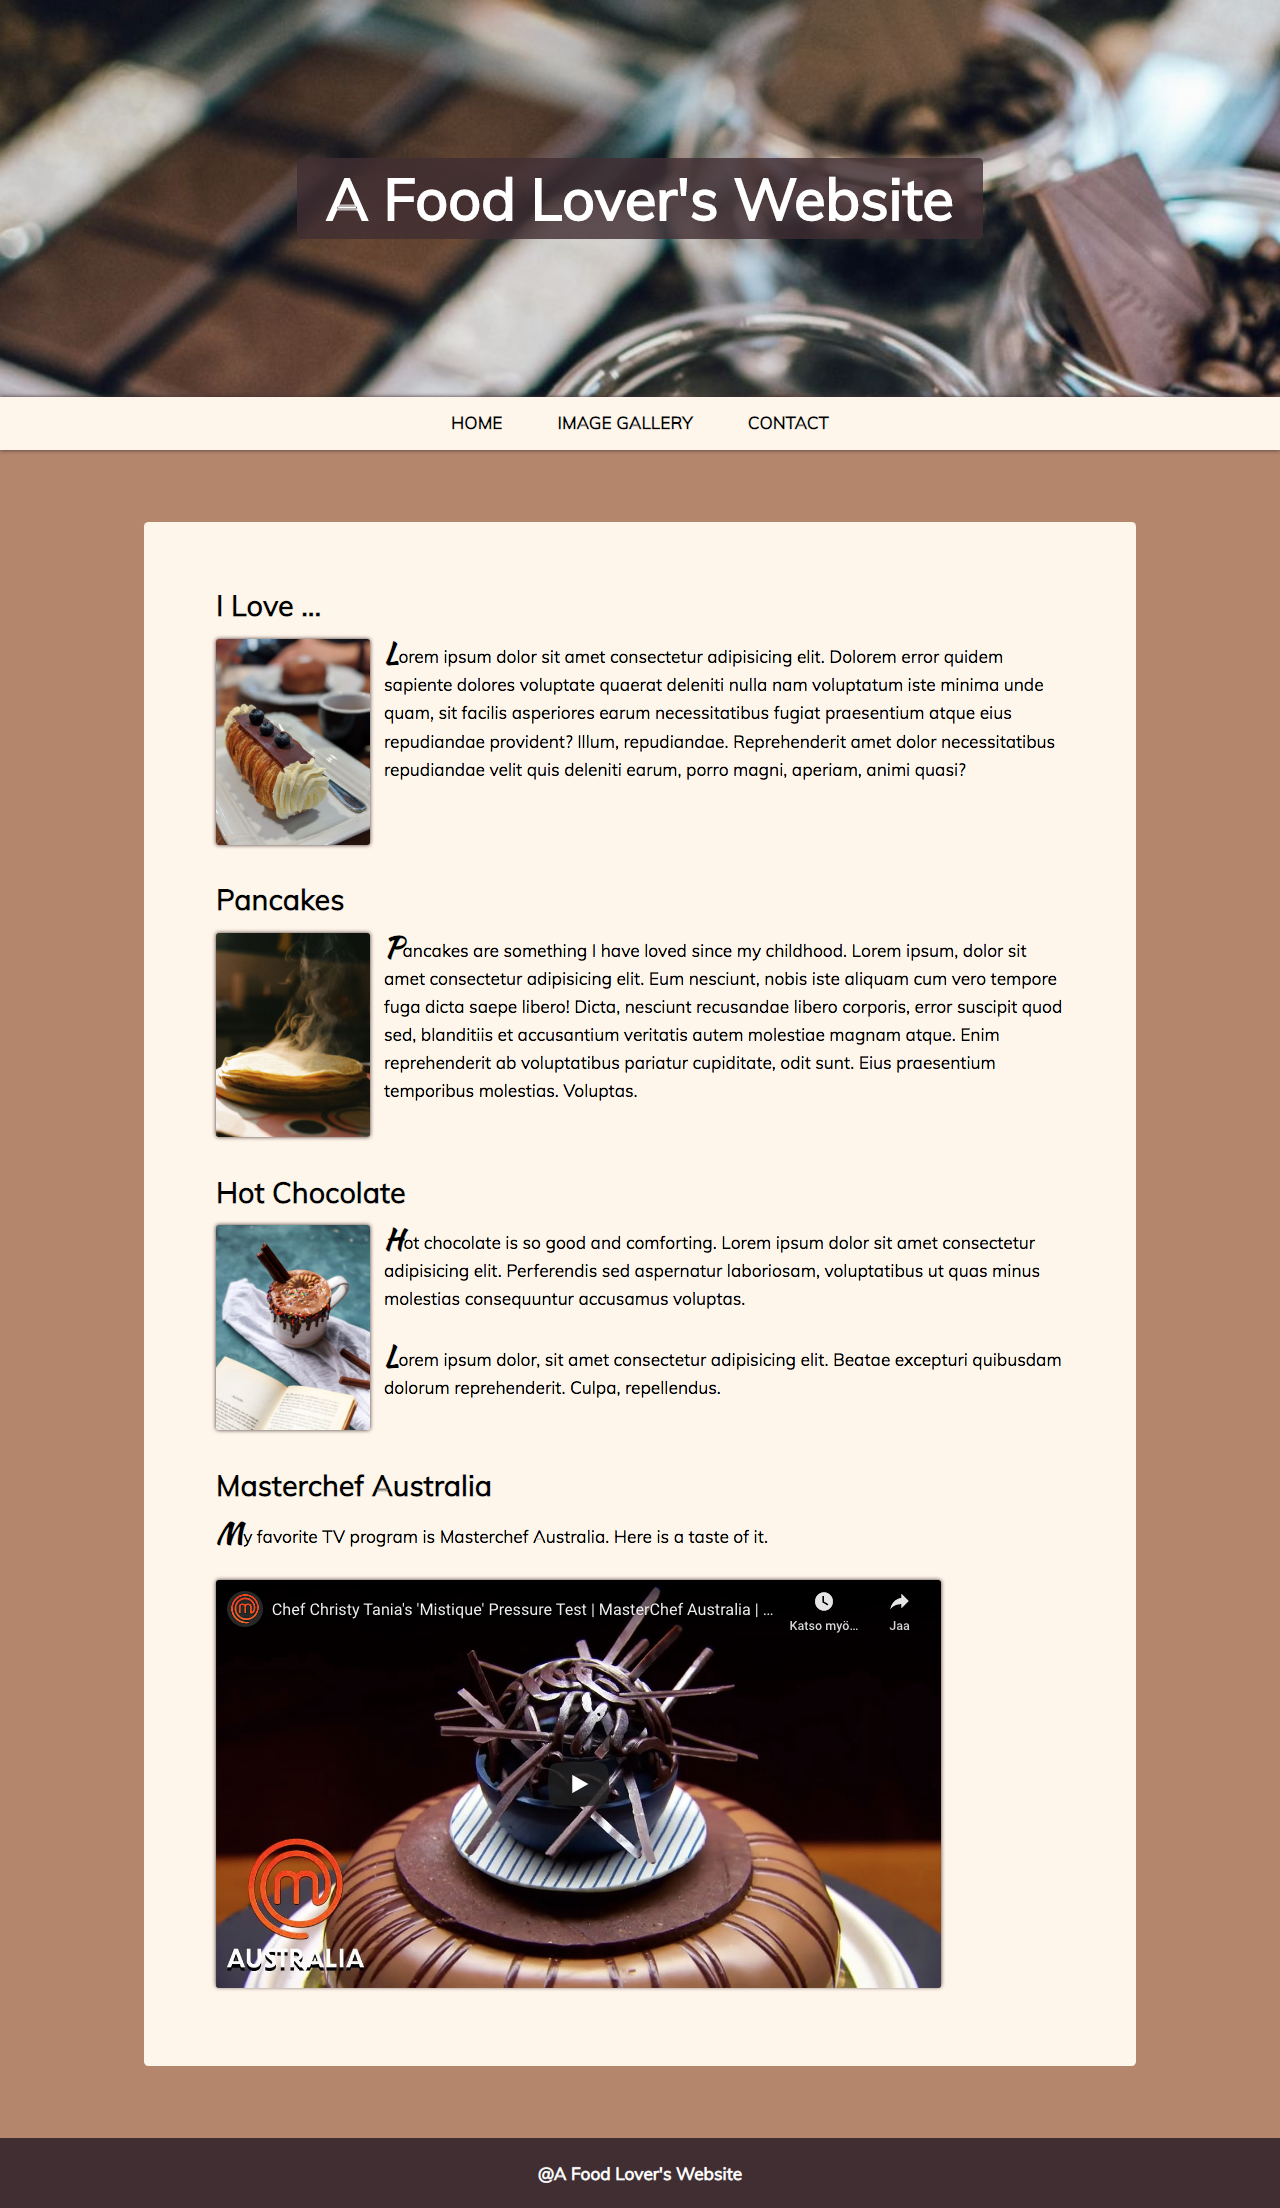 A Food Lover's Website
HOME IMAGE GALLERY CONTACT
I Love ...
Lorem ipsum dolor sit amet consectetur adipisicing elit. Dolorem error quidem
sapiente dolores voluptate quaerat deleniti nulla nam voluptatum iste minima unde
quam, sit facilis asperiores earum necessitatibus fugiat praesentium atque eius
repudiandae provident? Illum, repudiandae. Reprehenderit amet dolor necessitatibus
repudiandae velit quis deleniti earum, porro magni, aperiam, animi quasi?
Pancakes
Pancakes are something I have loved since my childhood. Lorem ipsum, dolor sit
amet consectetur adipisicing elit. Eum nesciunt, nobis iste aliquam cum vero tempore
fuga dicta saepe libero! Dicta, nesciunt recusandae libero corporis, error suscipit quod
sed, blanditiis et accusantium veritatis autem molestiae magnam atque. Enim
reprehenderit ab voluptatibus pariatur cupiditate, odit sunt. Eius praesentium
temporibus molestias. Voluptas.
Hot Chocolate
Hot chocolate is so good and comforting. Lorem ipsum dolor sit amet consectetur
adipisicing elit. Perferendis sed aspernatur laboriosam, voluptatibus ut quas minus
molestias consequuntur accusamus voluptas.
Lorem ipsum dolor, sit amet consectetur adipisicing elit. Beatae excepturi quibusdam
dolorum reprehenderit. Culpa, repellendus.
Masterchef Australia
My favorite TV program is Masterchef Australia. Here is a taste of it.
Chef Christy Tania's 'Mistique' Pressure Test | MasterChef Australia | ...
Katso myö... Jaa
AUSTRALIA
@A Food Lover's Website